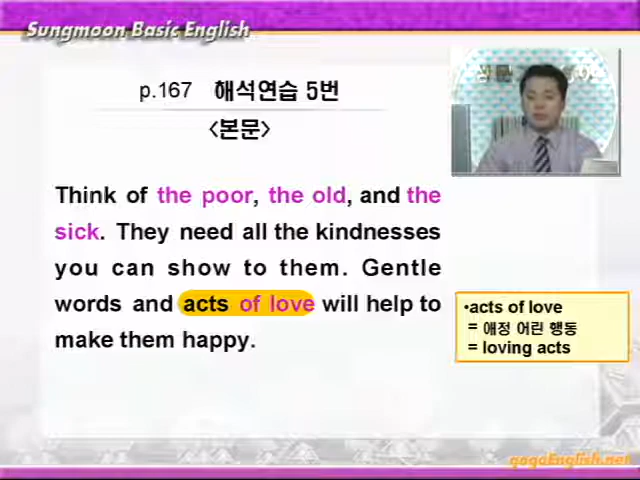 Sungmoon Basic English
p.167 해석연습 5번
<본문>
Think of the poor, the old, and the
sick. They need all the kindnesses
you can show to them. Gentle
words and acts of love will help to
make them happy.
•acts of love
= 애정 어린 행동
= loving acts
gogoEnglish.net